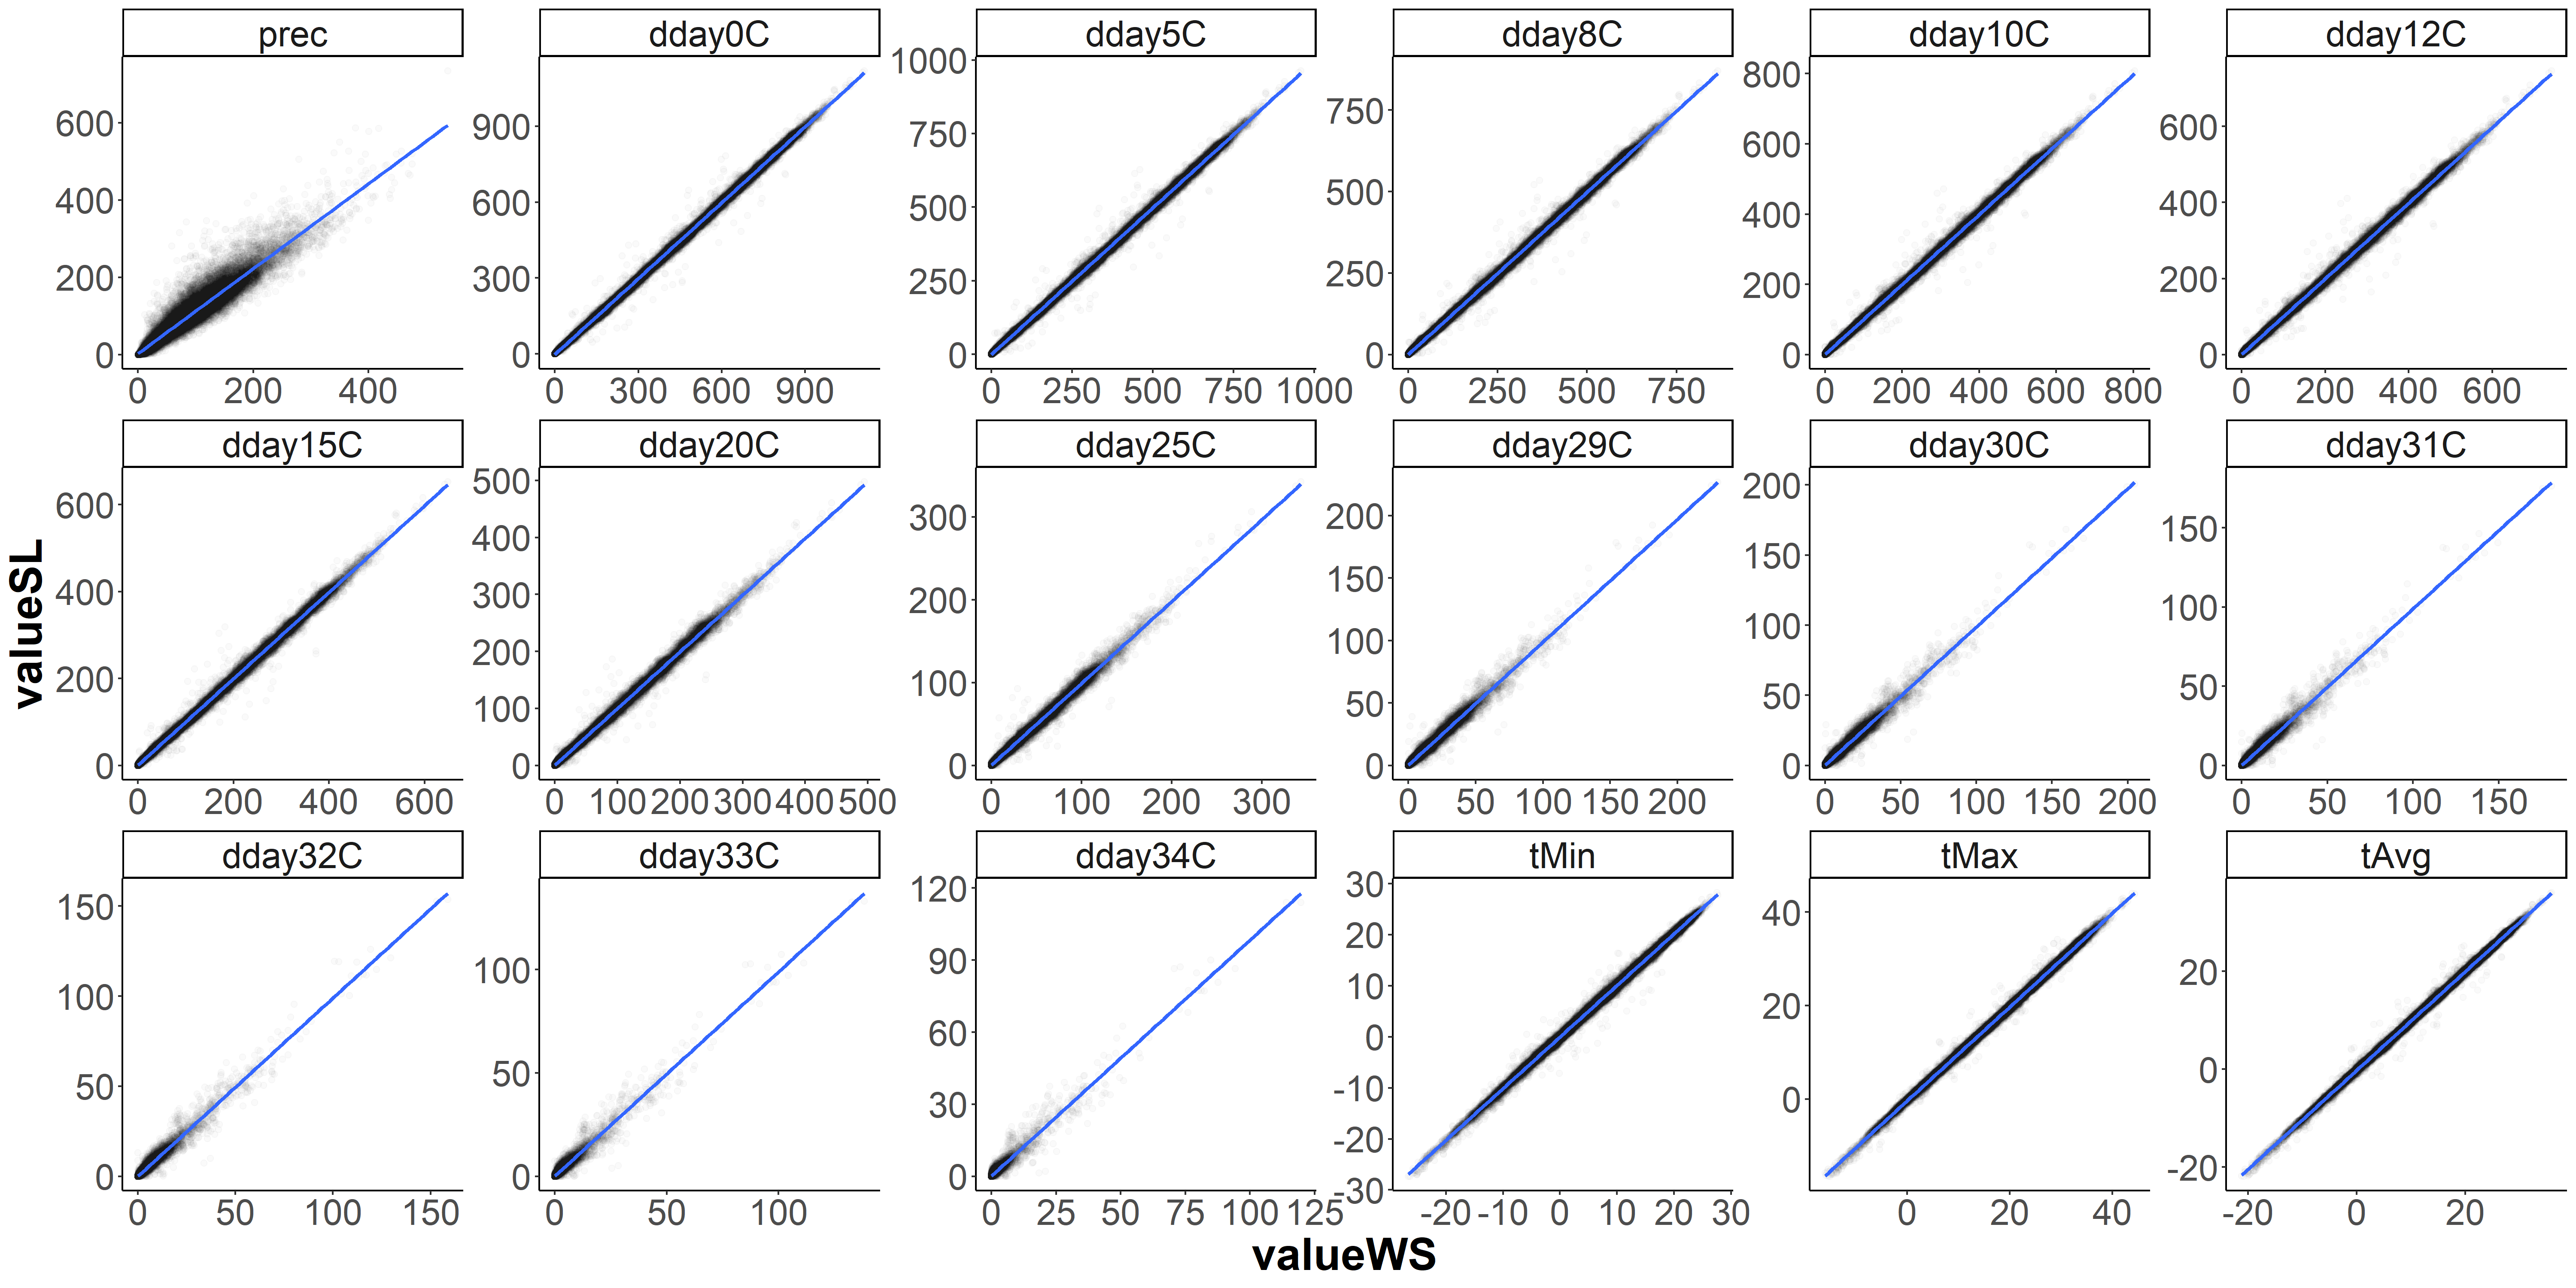 prec dday0C dday5C dday8C dday10C dday12C
600 400 200 0
0 200 400
900 600 300 0
0 300 600 900
1000 750 500 250 0
0 250 500 750 1000
750 500 250 0
0 250 500 750
800 600 400 200 0
0 200 400 600 800
600 400 200 0
0 200 400 600
dday15C dday20C dday25C dday29C dday30C dday31C
600 400 200 0
0 200 400 600
500 400 300 200 100 0
0 100 200 300 400 500
300 200 100 0
0 100 200 300
200 150 100 50 0
0 50 100 150 200
200 150 100 50 0
0 50 100 150 200
150 100 50 0
0 50 100 150
dday32C dday33C dday34C tMin tMax tAvg
150 100 50 0
0 50 100 150
100 50 0
0 50 100
120 90 60 30 0
0 25 50 75 100 125
30 20 10 0 -10 -20 -30
-20 -10 0 10 20 30
40 20 0
0 20 40
20 0 -20
-20 0 20
valueSL
valueWS